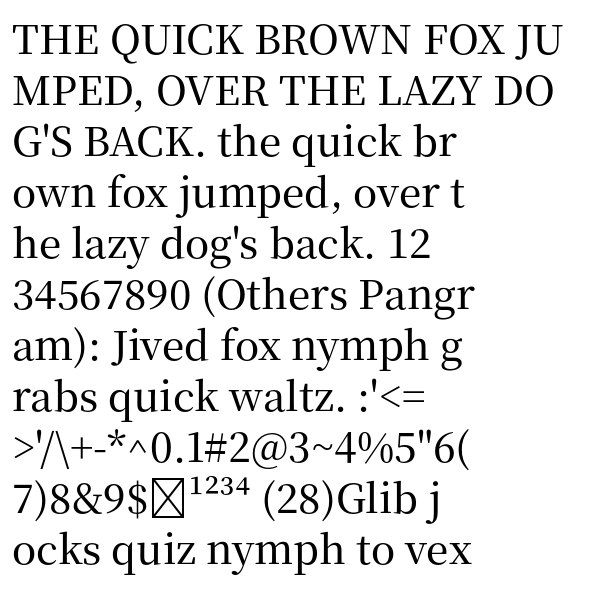 THE QUICK BROWN FOX JU
MPED, OVER THE LAZY DO
G'S BACK. the quick br
own fox jumped, over t
he lazy dog's back. 12
34567890 (Others Pangr
am): Jived fox nymph g
rabs quick waltz. :'<=
>'/\+-*^0.1#2@3~4%5"6(
7)8&9$¹²³⁴ (28)Glib j
ocks quiz nymph to vex